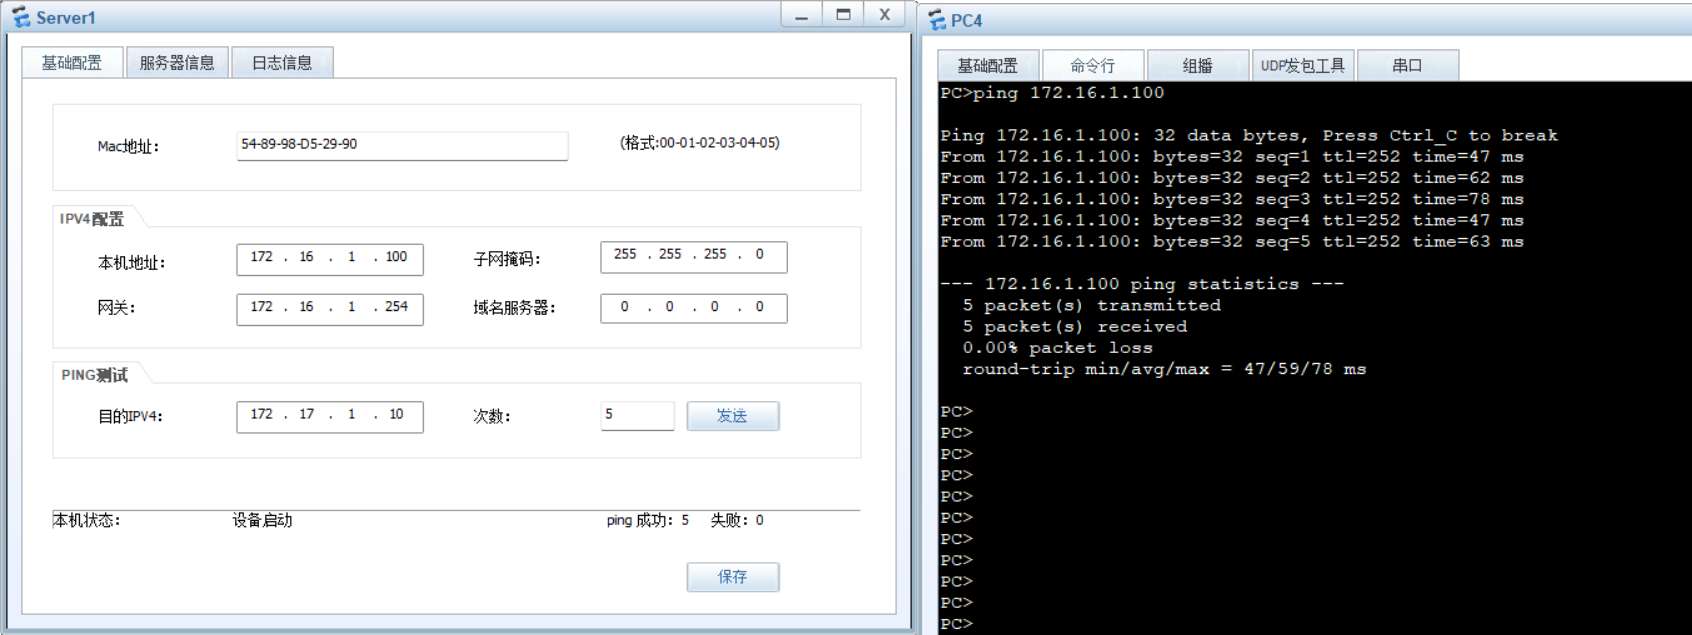 Server1
基础配置 服务器信息 日志信息
Mac地址: 54-89-98-D5-29-90 (格式:00-01-02-03-04-05)
IPV4配置
本机地址: 172 . 16 . 1 . 100 子网掩码: 255 . 255 . 255 . 0
网关: 172 . 16 . 1 . 254 域名服务器: 0 . 0 . 0 . 0
PING测试
目的IPV4: 172 . 17 . 1 . 10 次数: 5 发送
本机状态: 设备启动 ping 成功: 5 失败: 0
保存
PC4
基础配置 命令行 组播 UDP发包工具 串口
PC>ping 172.16.1.100
Ping 172.16.1.100: 32 data bytes, Press Ctrl_C to break
From 172.16.1.100: bytes=32 seq=1 ttl=252 time=47 ms
From 172.16.1.100: bytes=32 seq=2 ttl=252 time=62 ms
From 172.16.1.100: bytes=32 seq=3 ttl=252 time=78 ms
From 172.16.1.100: bytes=32 seq=4 ttl=252 time=47 ms
From 172.16.1.100: bytes=32 seq=5 ttl=252 time=63 ms
--- 172.16.1.100 ping statistics ---
5 packet(s) transmitted
5 packet(s) received
0.00% packet loss
round-trip min/avg/max = 47/59/78 ms
PC>
PC>
PC>
PC>
PC>
PC>
PC>
PC>
PC>
PC>
PC>